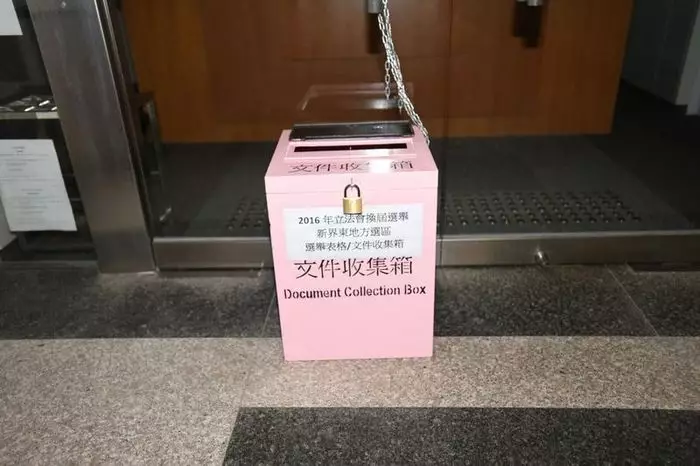 文件收集箱
2016 年立法會換屆選舉
新界東地方選區
選舉表格/文件收集箱
文件收集箱
Document Collection Box